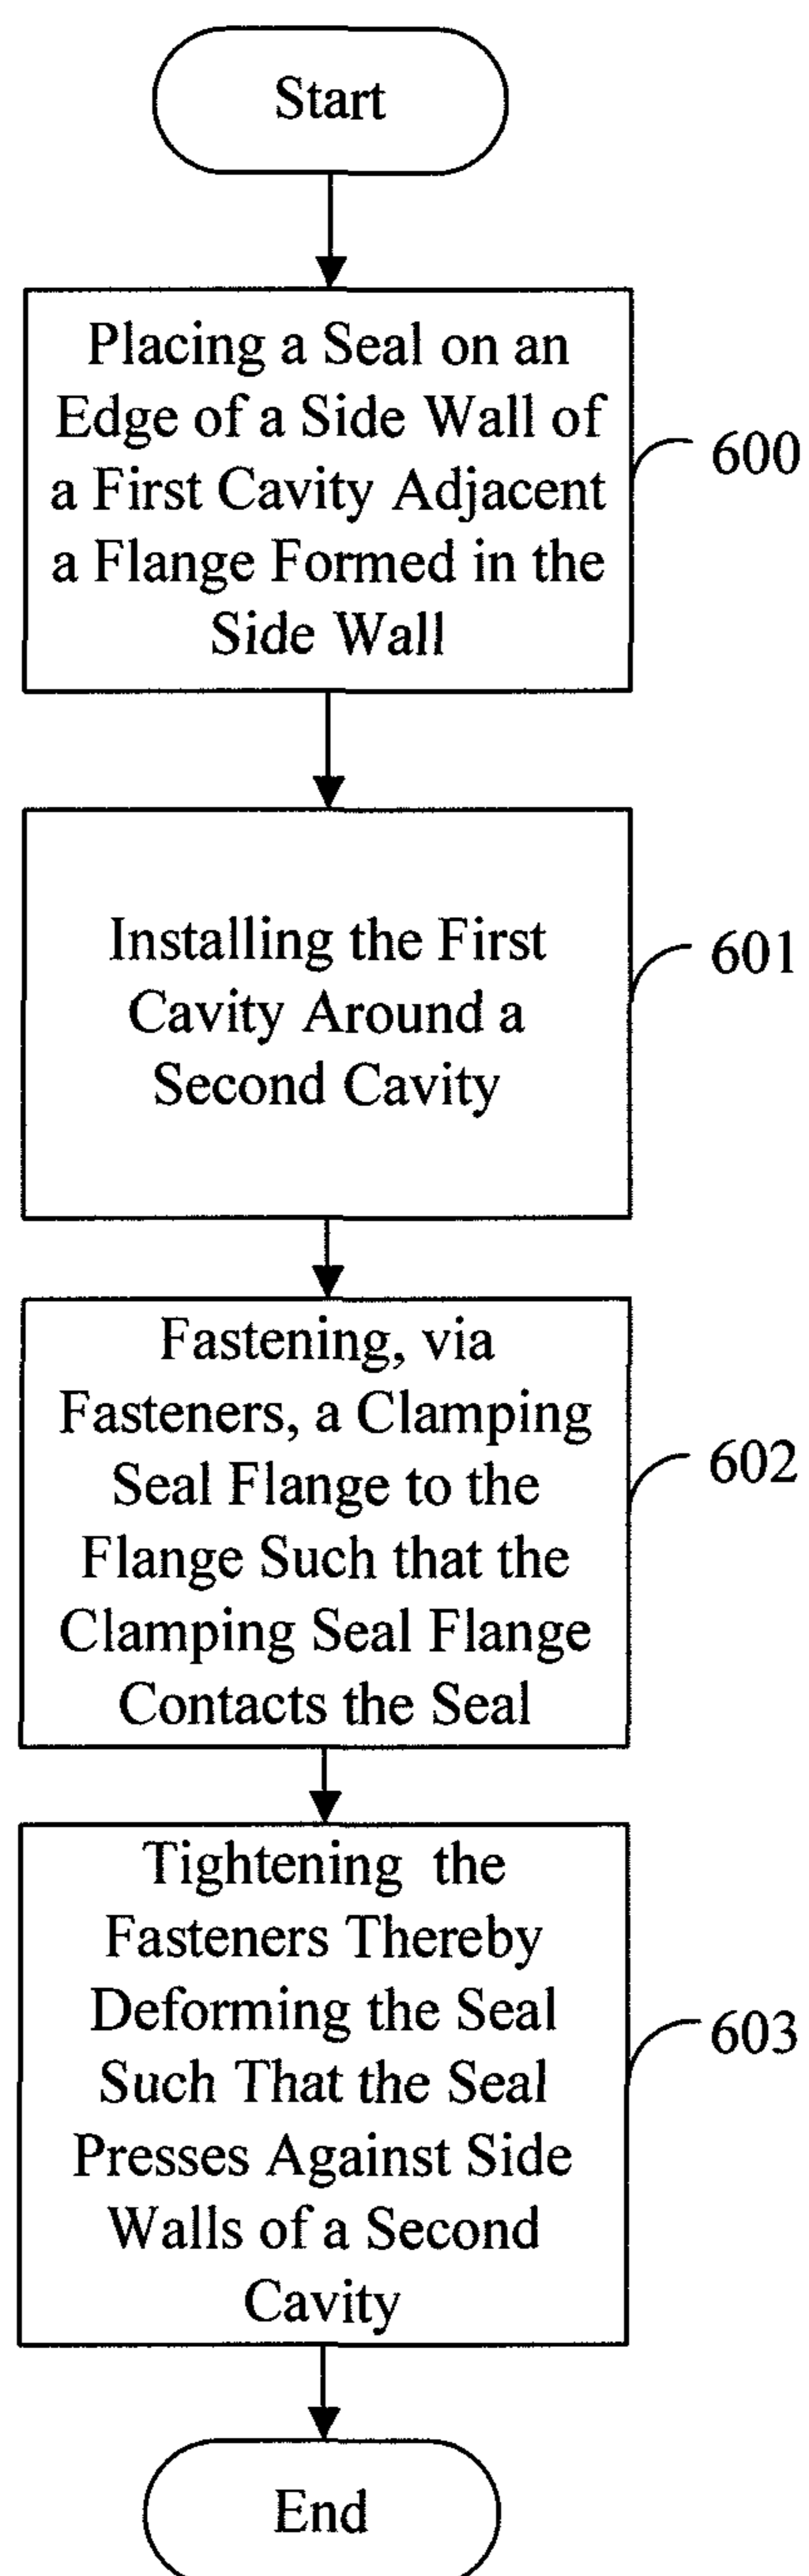 Start
Placing a Seal on an
Edge of a Side Wall of
a First Cavity Adjacent
a Flange Formed in the
Side Wall
600
Installing the First
Cavity Around a
Second Cavity
601
Fastening, via
Fasteners, a Clamping
Seal Flange to the
Flange Such that the
Clamping Seal Flange
Contacts the Seal
602
Tightening the
Fasteners Thereby
Deforming the Seal
Such That the Seal
Presses Against Side
Walls of a Second
Cavity
603
End